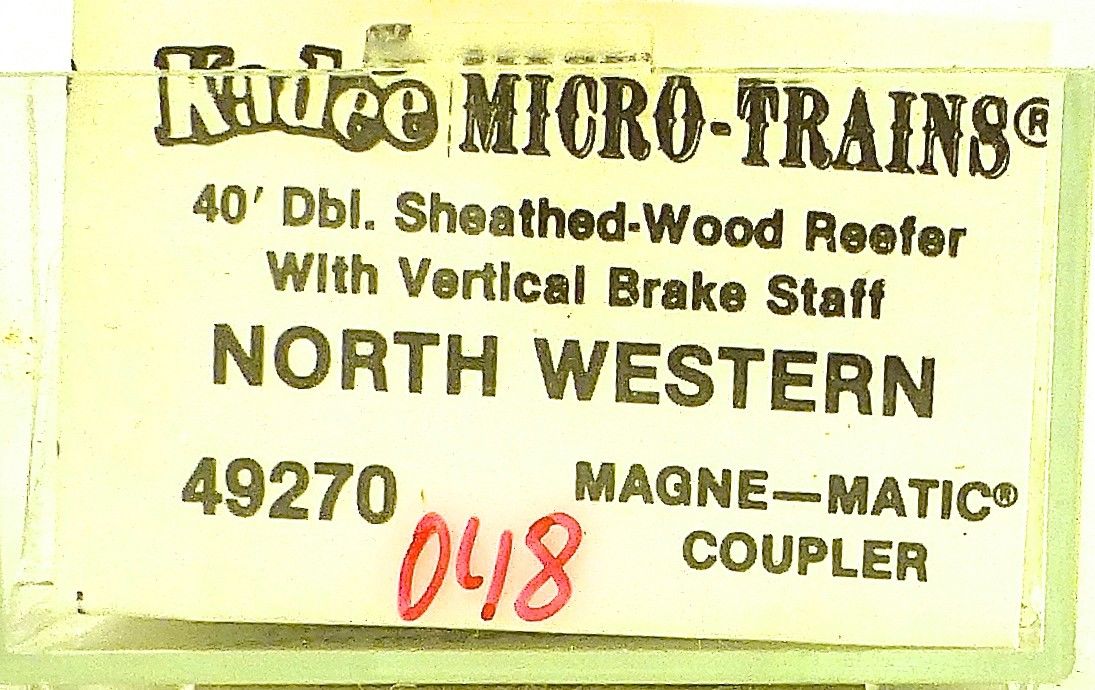 Kadee MICRO-TRAINS®
40' Dbl. Sheathed-Wood Reefer
With Vertical Brake Staff
NORTH WESTERN
49270 MAGNE—MATIC®
048 COUPLER